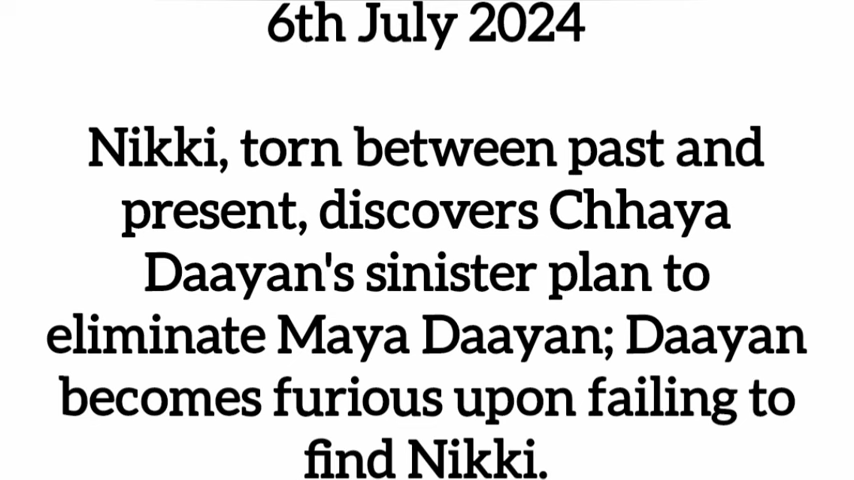 6th July 2024
Nikki, torn between past and
present, discovers Chhaya
Daayan's sinister plan to
eliminate Maya Daayan; Daayan
becomes furious upon failing to
find Nikki.